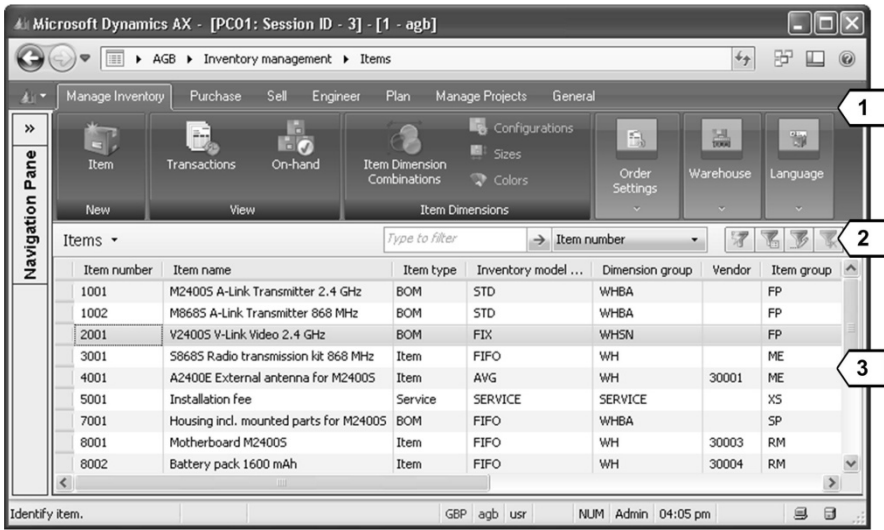 Microsoft Dynamics AX - [PCO1: Session ID - 3] - [1 - agb]
AGB Inventory management Items
Manage Inventory Purchase Sell Engineer Plan Manage Projects General
1
»
Navigation Pane
Item
New
Transactions
On-hand
View
Item Dimension
Combinations
Configurations
Sizes
Colors
Item Dimensions
Order
Settings
Warehouse
Language
Items
Type to filter
Item number
2
Item number Item name Item type Inventory model ... Dimension group Vendor Item group
1001 M2400S A-Link Transmitter 2.4 GHz BOM STD WHBA FP
1002 M868S A-Link Transmitter 868 MHz BOM STD WHBA FP
2001 V2400S V-Link Video 2.4 GHz BOM FIX WHSN FP
3001 S868S Radio transmission kit 868 MHz Item FIFO WH ME
4001 A2400E External antenna for M2400S Item AVG WH 30001 ME
3
5001 Installation fee Service SERVICE SERVICE XS
7001 Housing incl. mounted parts for M2400S BOM FIFO WHBA SP
8001 Motherboard M2400S Item FIFO WH 30003 RM
8002 Battery pack 1600 mAh Item FIFO WH 30004 RM
Identify item. GBP agb usr NUM Admin 04:05 pm